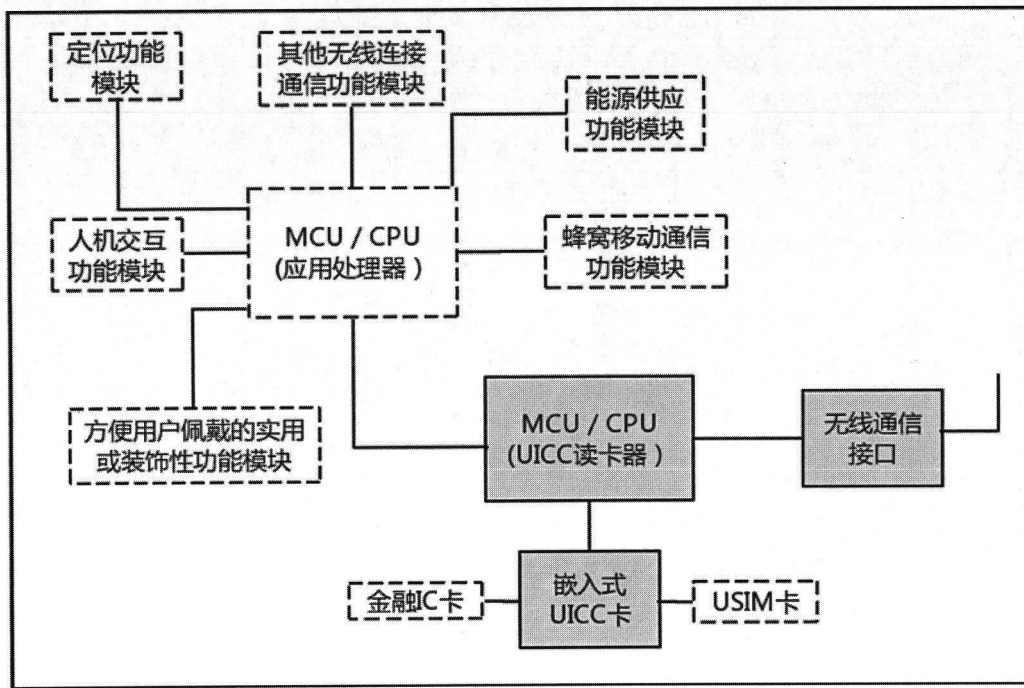 定位功能
模块
其他无线连接
通信功能模块
能源供应
功能模块
人机交互
功能模块
MCU / CPU
(应用处理器)
蜂窝移动通信
功能模块
方便用户佩戴的实用
或装饰性功能模块
MCU / CPU
(UICC读卡器)
无线通信
接口
金融IC卡
嵌入式
UICC卡
USIM卡